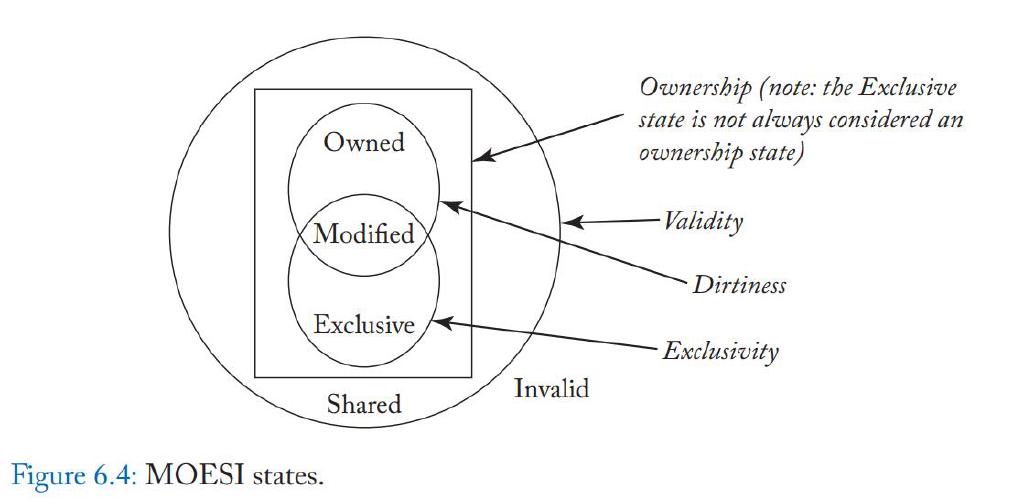 Owned
Modified
Exclusive
Shared
Invalid
Ownership (note: the Exclusive
state is not always considered an
ownership state)
Validity
Dirtiness
Exclusivity
Figure 6.4: MOESI states.